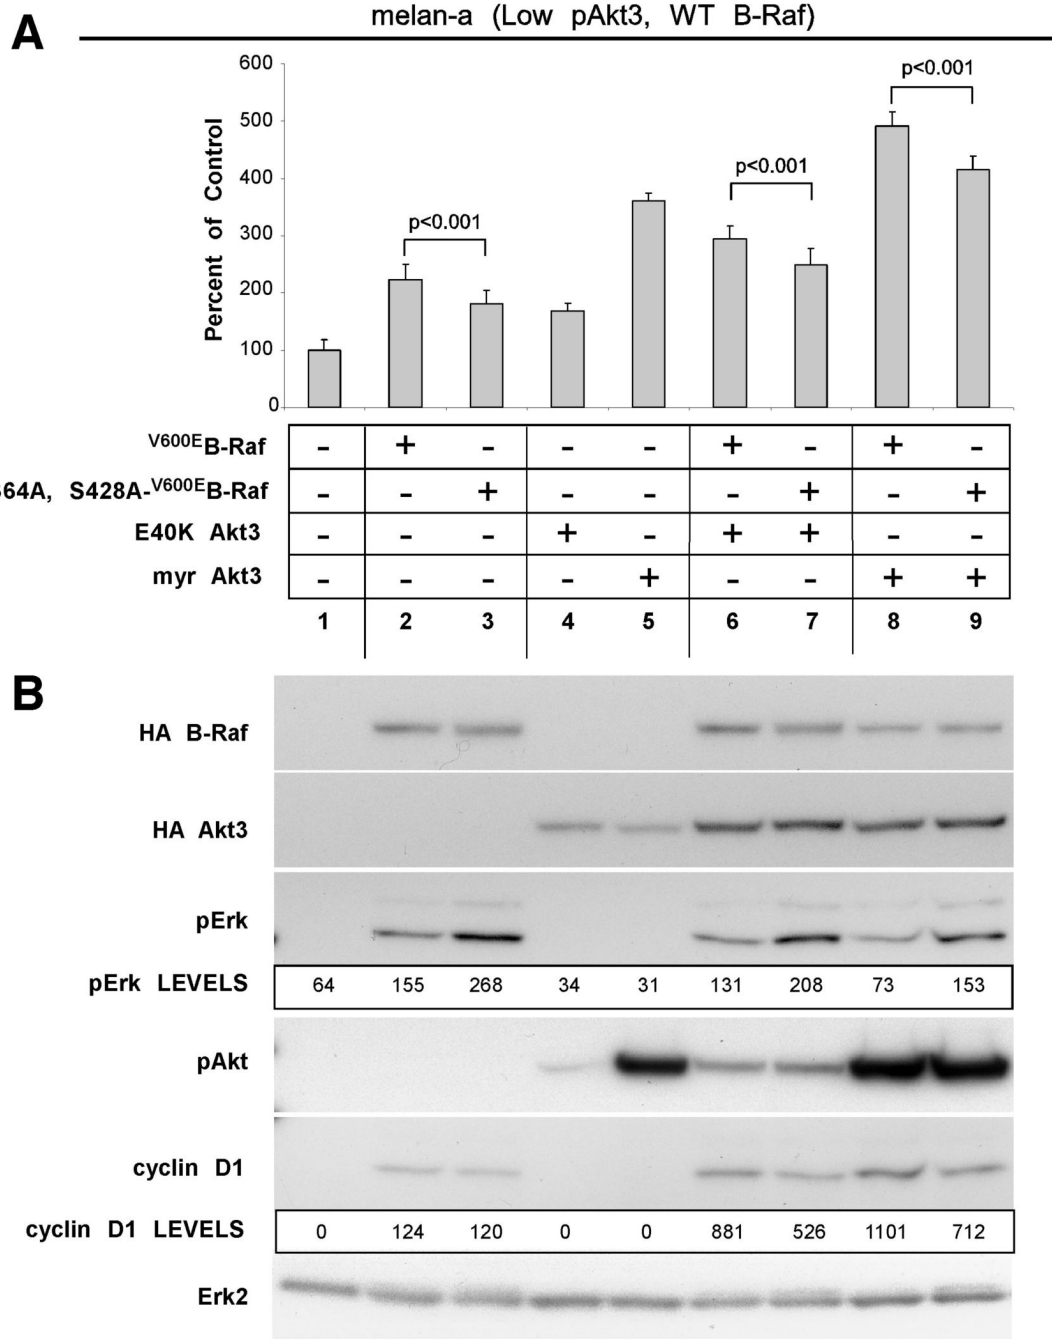 melan-a (Low pAkt3, WT B-Raf)
A
600
500
400
300
200
100
0
Percent of Control
p<0.001
p<0.001
p<0.001
V600EB-Raf - + - - - + - + -
64A, S428A-V600EB-Raf - - + - - - + - +
E40K Akt3 - - - + - + + - -
myr Akt3 - - - - + - - + +
1 2 3 4 5 6 7 8 9
B
HA B-Raf
HA Akt3
pErk
pErk LEVELS 64 155 268 34 31 131 208 73 153
pAkt
cyclin D1
cyclin D1 LEVELS 0 124 120 0 0 881 526 1101 712
Erk2